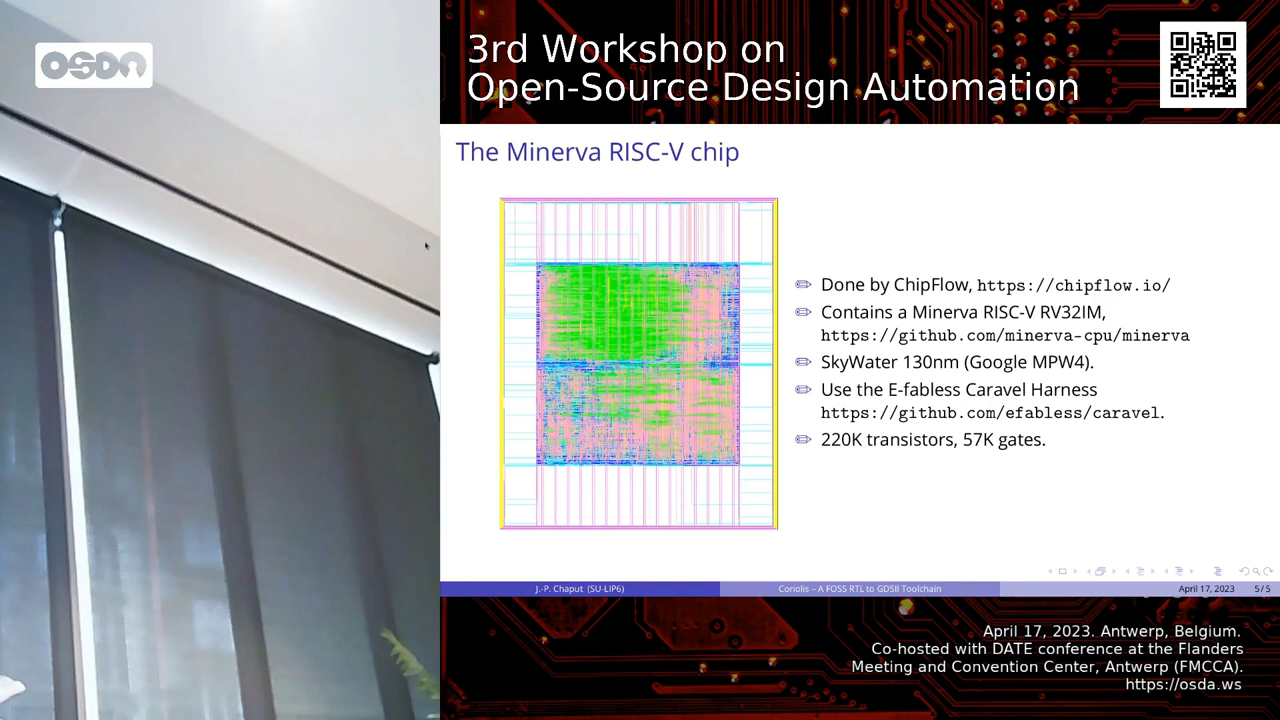 OSDA
3rd Workshop on
Open-Source Design Automation
The Minerva RISC-V chip
Done by ChipFlow, https://chipflow.io/
Contains a Minerva RISC-V RV32IM,
https://github.com/minerva-cpu/minerva
SkyWater 130nm (Google MPW4).
Use the E-fabless Caravel Harness
https://github.com/efabless/caravel.
220K transistors, 57K gates.
J.-P. Chaput (SU-LIP6)
Coriolis – A FOSS RTL to GDSII Toolchain
April 17, 2023
5/5
April 17, 2023. Antwerp, Belgium.
Co-hosted with DATE conference at the Flanders
Meeting and Convention Center, Antwerp (FMCCA).
https://osda.ws